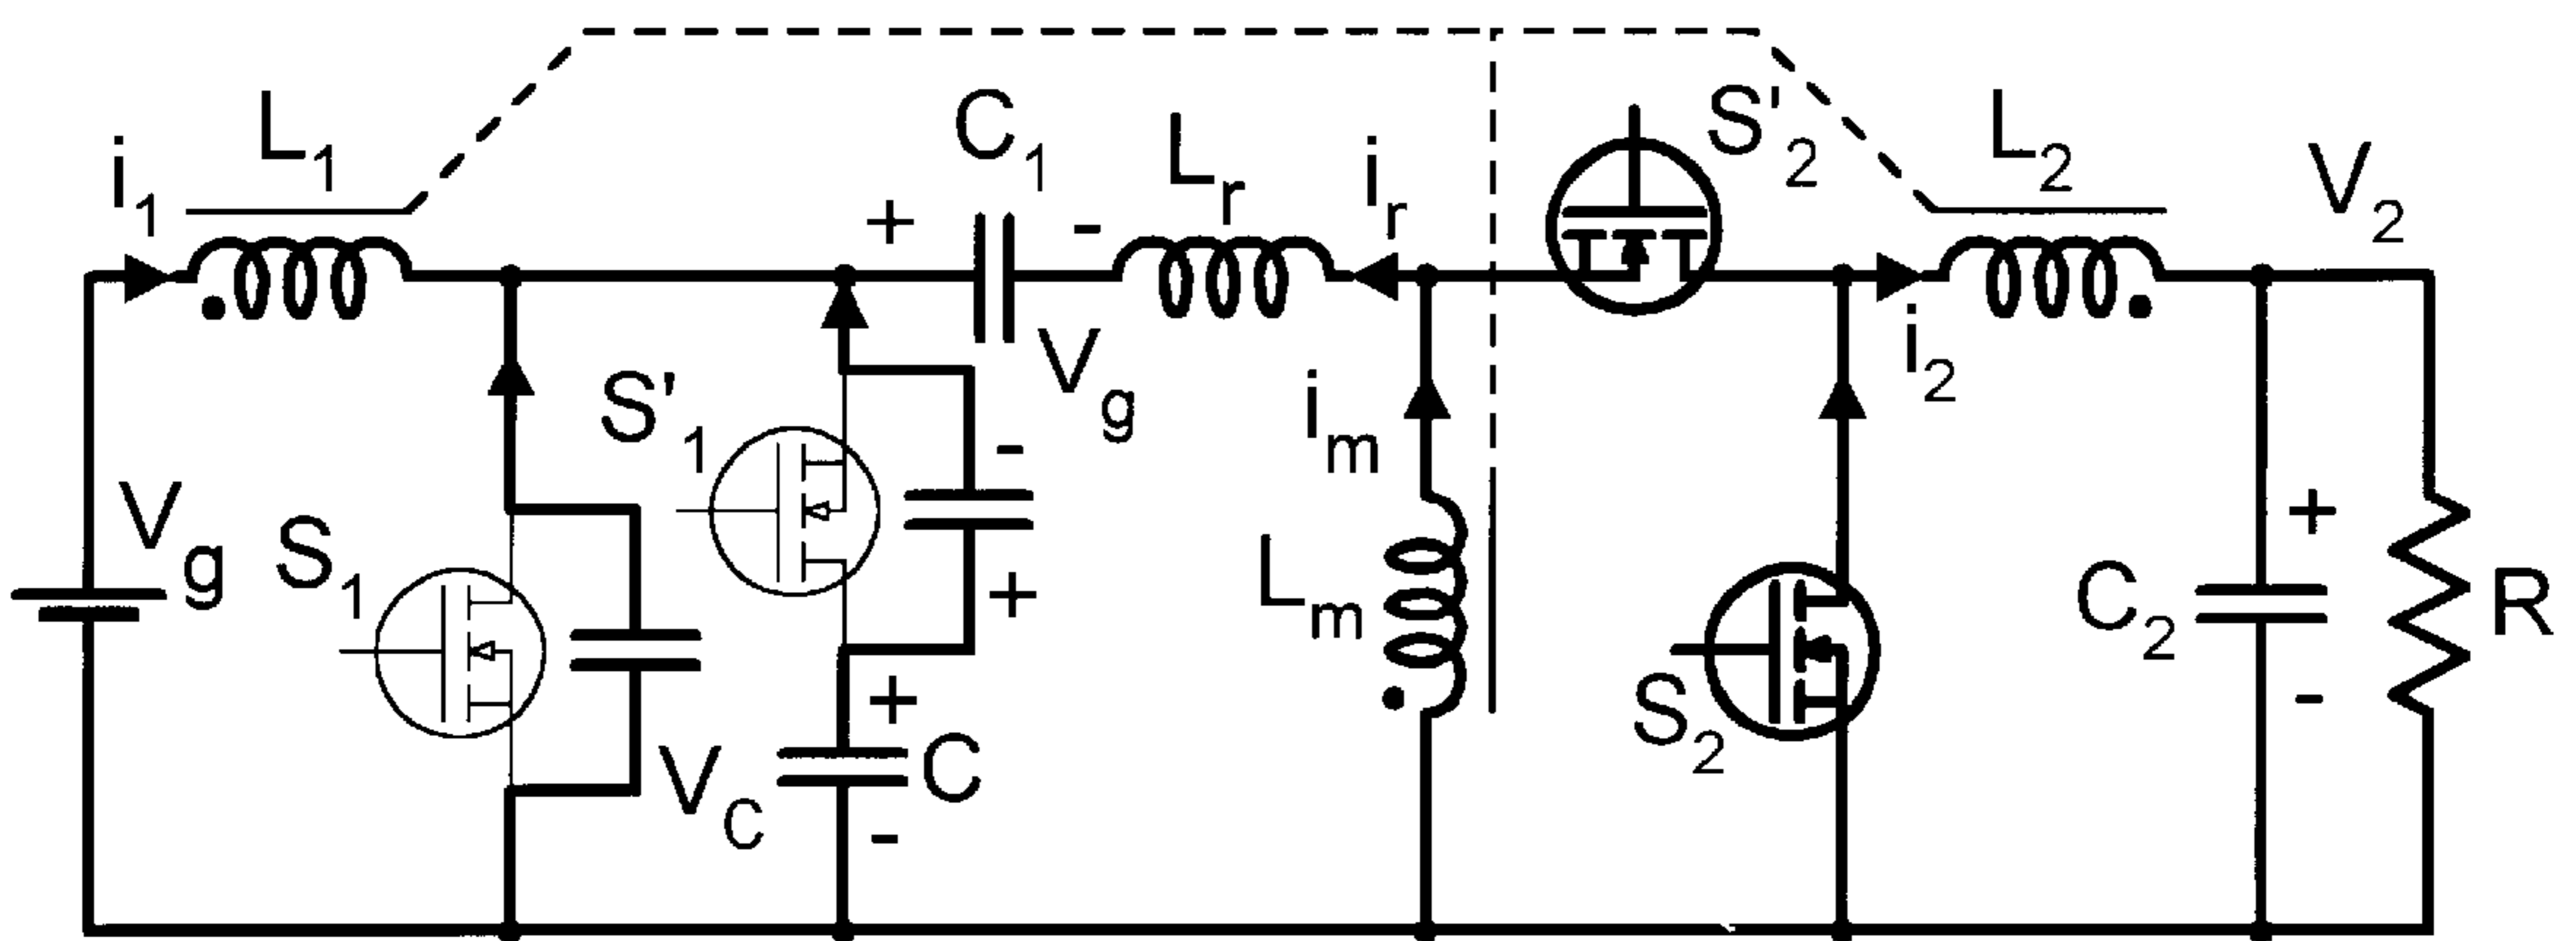 i1
L1
C1
Lr
ir
S'2
L2
V2
+
-
Vg
i2
S'1
im
-
+
Vg
S1
+
Lm
+
VC
C
-
S2
C2
-
R